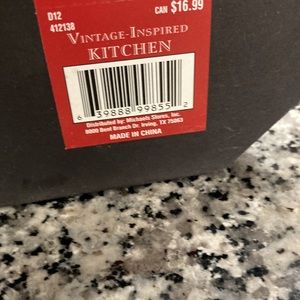 D12
CAN $16.99
412138
VINTAGE-INSPIRED
KITCHEN
6 39888 99855 2
Distributed by: Michaels Stores, Inc.
8000 Bent Branch Dr. Irving, TX 75063
MADE IN CHINA